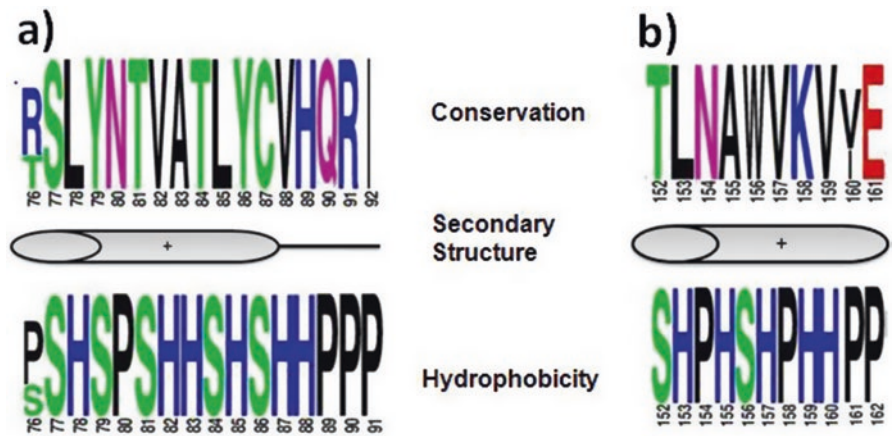 a)
b)
RSLYNTVATLYCVHQRI
T
76 77 78 79 80 81 82 83 84 85 86 87 88 89 90 91 92
Conservation
TLNAWVKVVE
I
152 153 154 155 156 157 158 159 160 161
+
Secondary
Structure
+
PSHSPSHHSHSHHPPP
S
76 77 78 79 80 81 82 83 84 85 86 87 88 89 90 91
Hydrophobicity
SHPHSHPHHPP
152 153 154 155 156 157 158 159 160 161 162